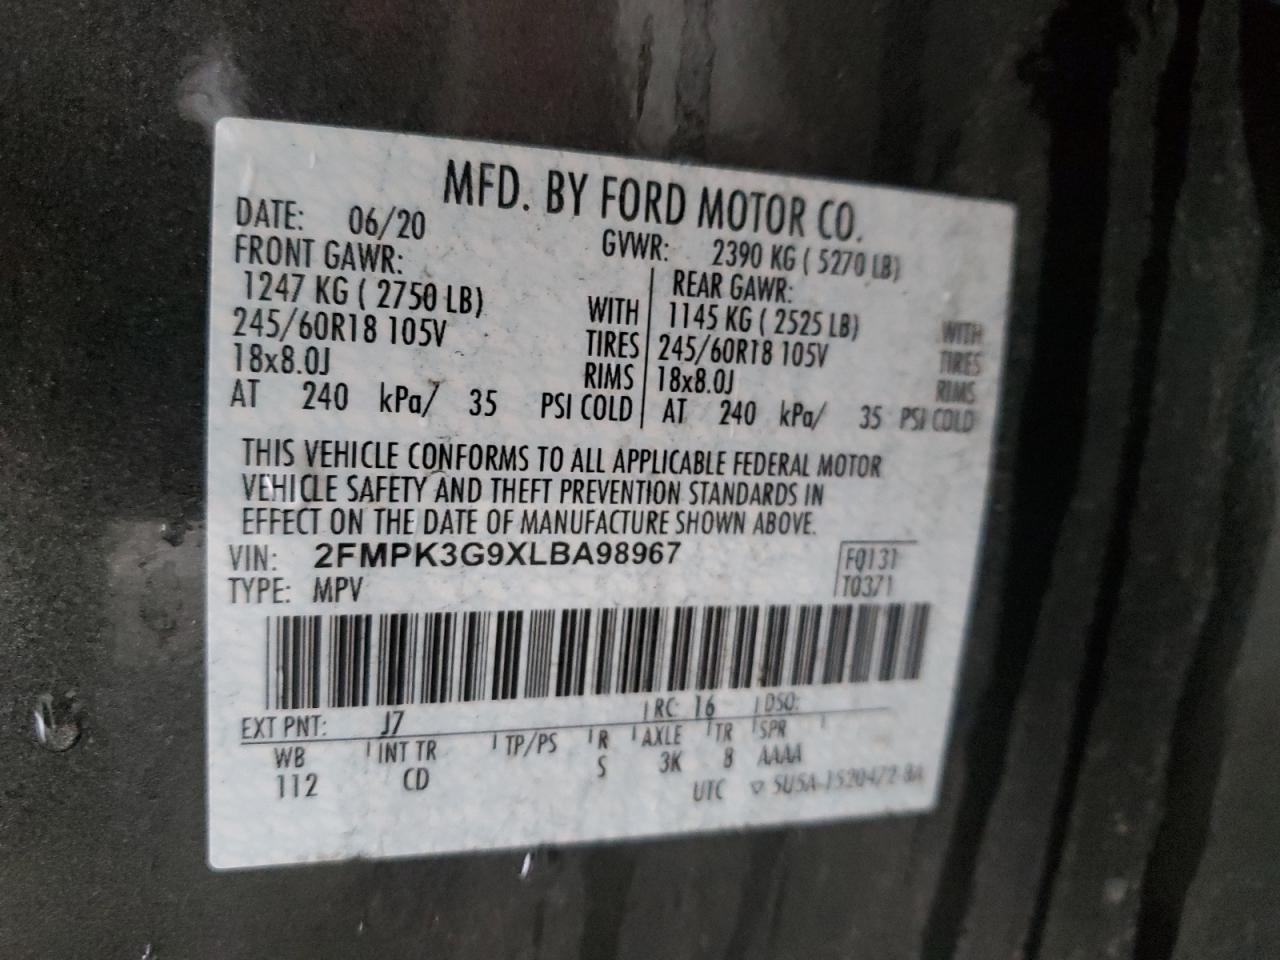 MFD. BY FORD MOTOR CO.
DATE: 06/20 GVWR: 2390 KG ( 5270 LB)
FRONT GAWR: REAR GAWR:
1247 KG ( 2750 LB) WITH 1145 KG ( 2525 LB) WITH
245/60R18 105V TIRES 245/60R18 105V TIRES
18x8.0J RIMS 18x8.0J RIMS
AT 240 kPa/ 35 PSI COLD AT 240 kPa/ 35 PSI COLD
THIS VEHICLE CONFORMS TO ALL APPLICABLE FEDERAL MOTOR
VEHICLE SAFETY AND THEFT PREVENTION STANDARDS IN
EFFECT ON THE DATE OF MANUFACTURE SHOWN ABOVE.
VIN: 2FMPK3G9XLBA98967 F0131
TYPE: MPV T0371
EXT PNT: J7 RC: 16 DSO:
WB INT TR TP/PS R AXLE TR SPR
112 CD S 3K 8 AAAA
UTC ▽ 5U5A-1520472-BA